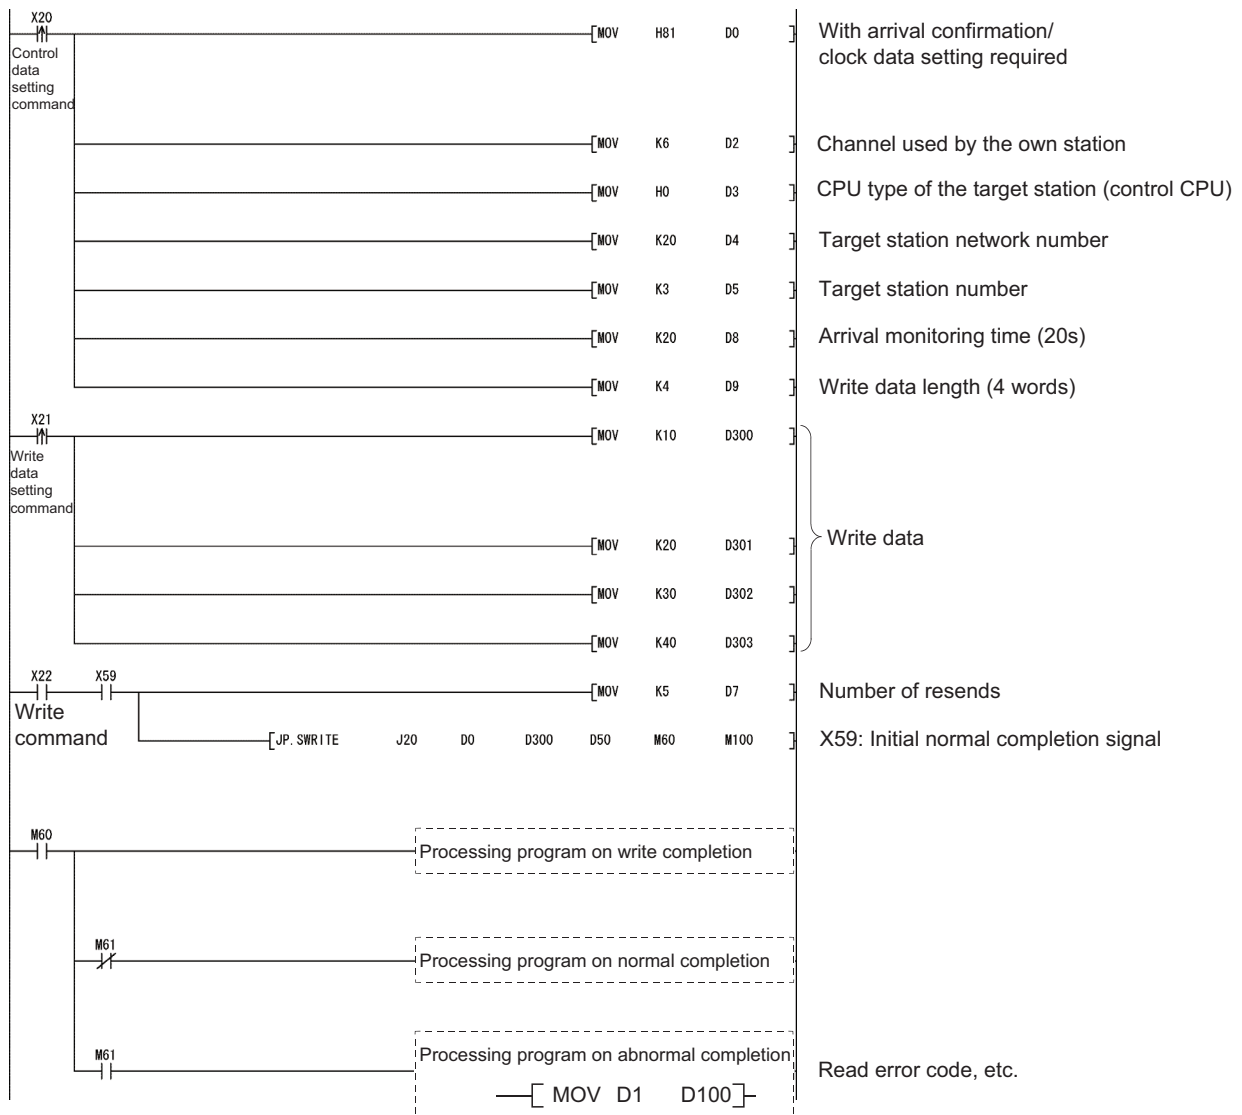 X20
[MOV H81 D0 ]
With arrival confirmation/
clock data setting required
Control
data
setting
command
[MOV K6 D2 ] Channel used by the own station
[MOV H0 D3 ] CPU type of the target station (control CPU)
[MOV K20 D4 ] Target station network number
[MOV K3 D5 ] Target station number
[MOV K20 D8 ] Arrival monitoring time (20s)
[MOV K4 D9 ] Write data length (4 words)
X21
[MOV K10 D300 ]
Write
data
setting
command
[MOV K20 D301 ]
Write data
[MOV K30 D302 ]
[MOV K40 D303 ]
X22 X59
[MOV K5 D7 ] Number of resends
Write
command
[JP.SWRITE J20 D0 D300 D50 M60 M100 ] X59: Initial normal completion signal
M60
Processing program on write completion
M61
Processing program on normal completion
M61
Processing program on abnormal completion
Read error code, etc.
[ MOV D1 D100 ]